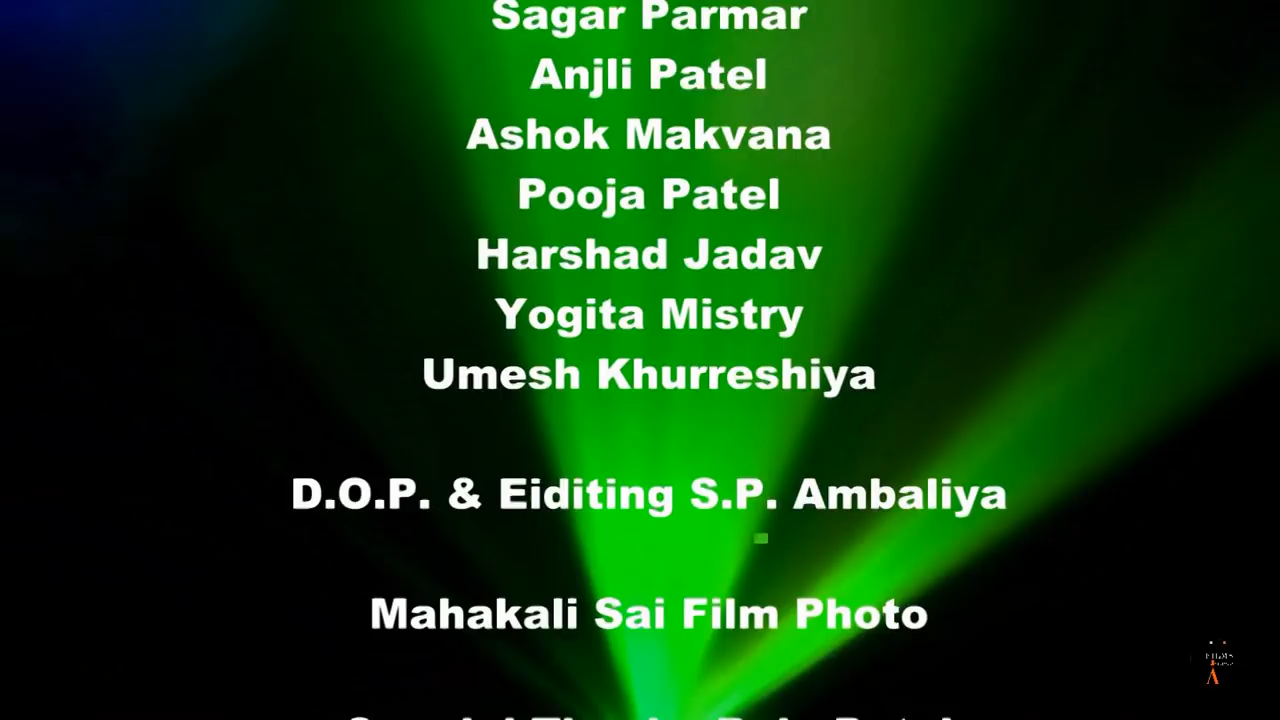 Sagar Parmar
Anjli Patel
Ashok Makvana
Pooja Patel
Harshad Jadav
Yogita Mistry
Umesh Khurreshiya
D.O.P. & Eiditing S.P. Ambaliya
Mahakali Sai Film Photo